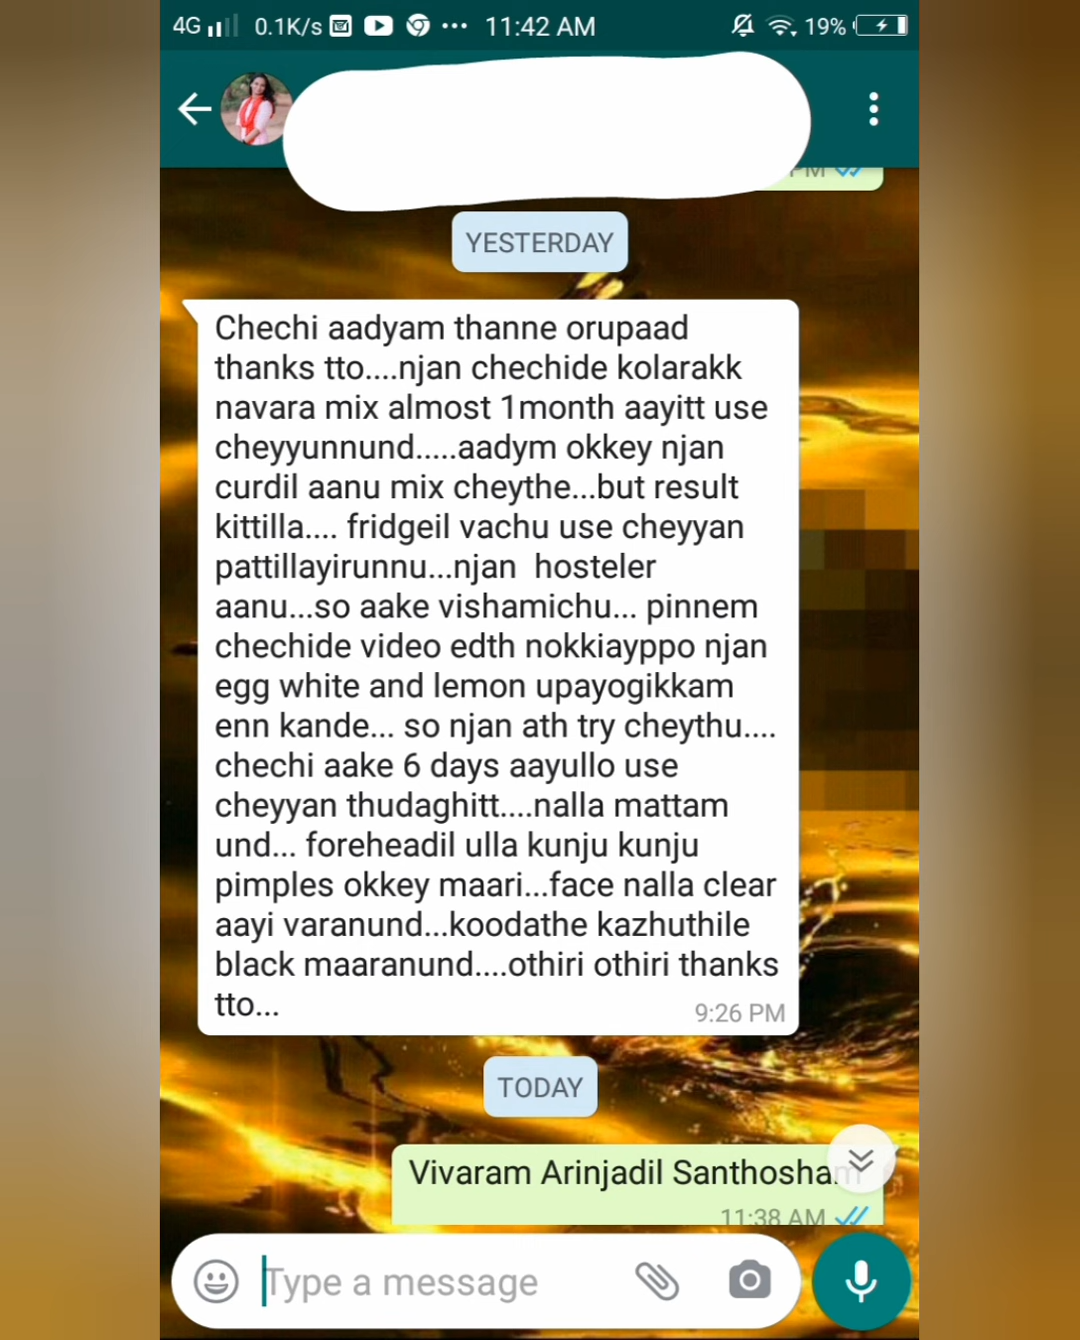 4G 0.1K/s ••• 11:42 AM 19%
PM
YESTERDAY
Chechi aadyam thanne orupaad
thanks tto....njan chechide kolarakk
navara mix almost 1month aayitt use
cheyyunnund.....aadym okkey njan
curdil aanu mix cheythe...but result
kittilla.... fridgeil vachu use cheyyan
pattillayirunnu...njan  hosteler
aanu...so aake vishamichu... pinnem
chechide video edth nokkiayppo njan
egg white and lemon upayogikkam
enn kande... so njan ath try cheythu....
chechi aake 6 days aayullo use
cheyyan thudaghitt....nalla mattam
und... foreheadil ulla kunju kunju
pimples okkey maari...face nalla clear
aayi varanund...koodathe kazhuthile
black maaranund....othiri othiri thanks
tto...
9:26 PM
TODAY
Vivaram Arinjadil Santhosham
11:38 AM
Type a message